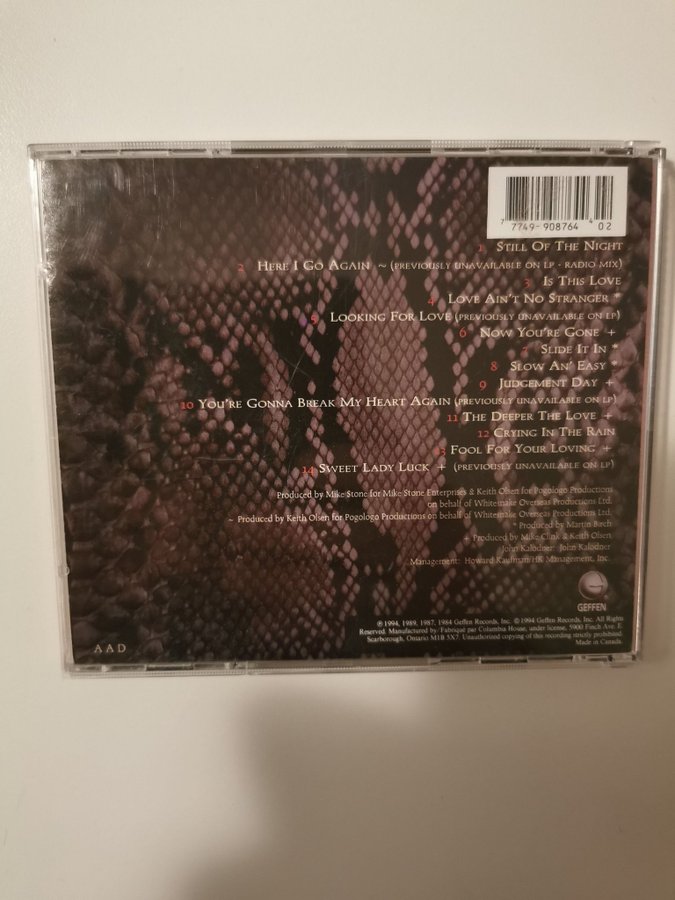 7 77749-908764 4 02
1 STILL OF THE NIGHT
2 HERE I GO AGAIN ~ (PREVIOUSLY UNAVAILABLE ON LP - RADIO MIX)
3 IS THIS LOVE
4 LOVE AIN'T NO STRANGER *
5 LOOKING FOR LOVE (PREVIOUSLY UNAVAILABLE ON LP)
6 NOW YOU'RE GONE +
7 SLIDE IT IN *
8 SLOW AN' EASY *
9 JUDGEMENT DAY +
10 YOU'RE GONNA BREAK MY HEART AGAIN (PREVIOUSLY UNAVAILABLE ON LP)
11 THE DEEPER THE LOVE +
12 CRYING IN THE RAIN
13 FOOL FOR YOUR LOVING +
14 SWEET LADY LUCK + (PREVIOUSLY UNAVAILABLE ON LP)
Produced by Mike Stone for Mike Stone Enterprises & Keith Olsen for Pogologo Productions
on behalf of Whitesnake Overseas Productions Ltd.
~ Produced by Keith Olsen for Pogologo Productions on behalf of Whitesnake Overseas Productions Ltd.
* Produced by Martin Birch
+ Produced by Mike Clink & Keith Olsen
John Kalodner: John Kalodner
Management: Howard Kaufman/HK Management, Inc.
GEFFEN
℗ 1994, 1989, 1987, 1984 Geffen Records, Inc. © 1994 Geffen Records, Inc. All Rights
Reserved. Manufactured by/Fabriqué par Columbia House, under license, 5900 Finch Ave. E.
Scarborough, Ontario M1B 5X7. Unauthorized copying of this recording strictly prohibited.
Made in Canada.
AAD